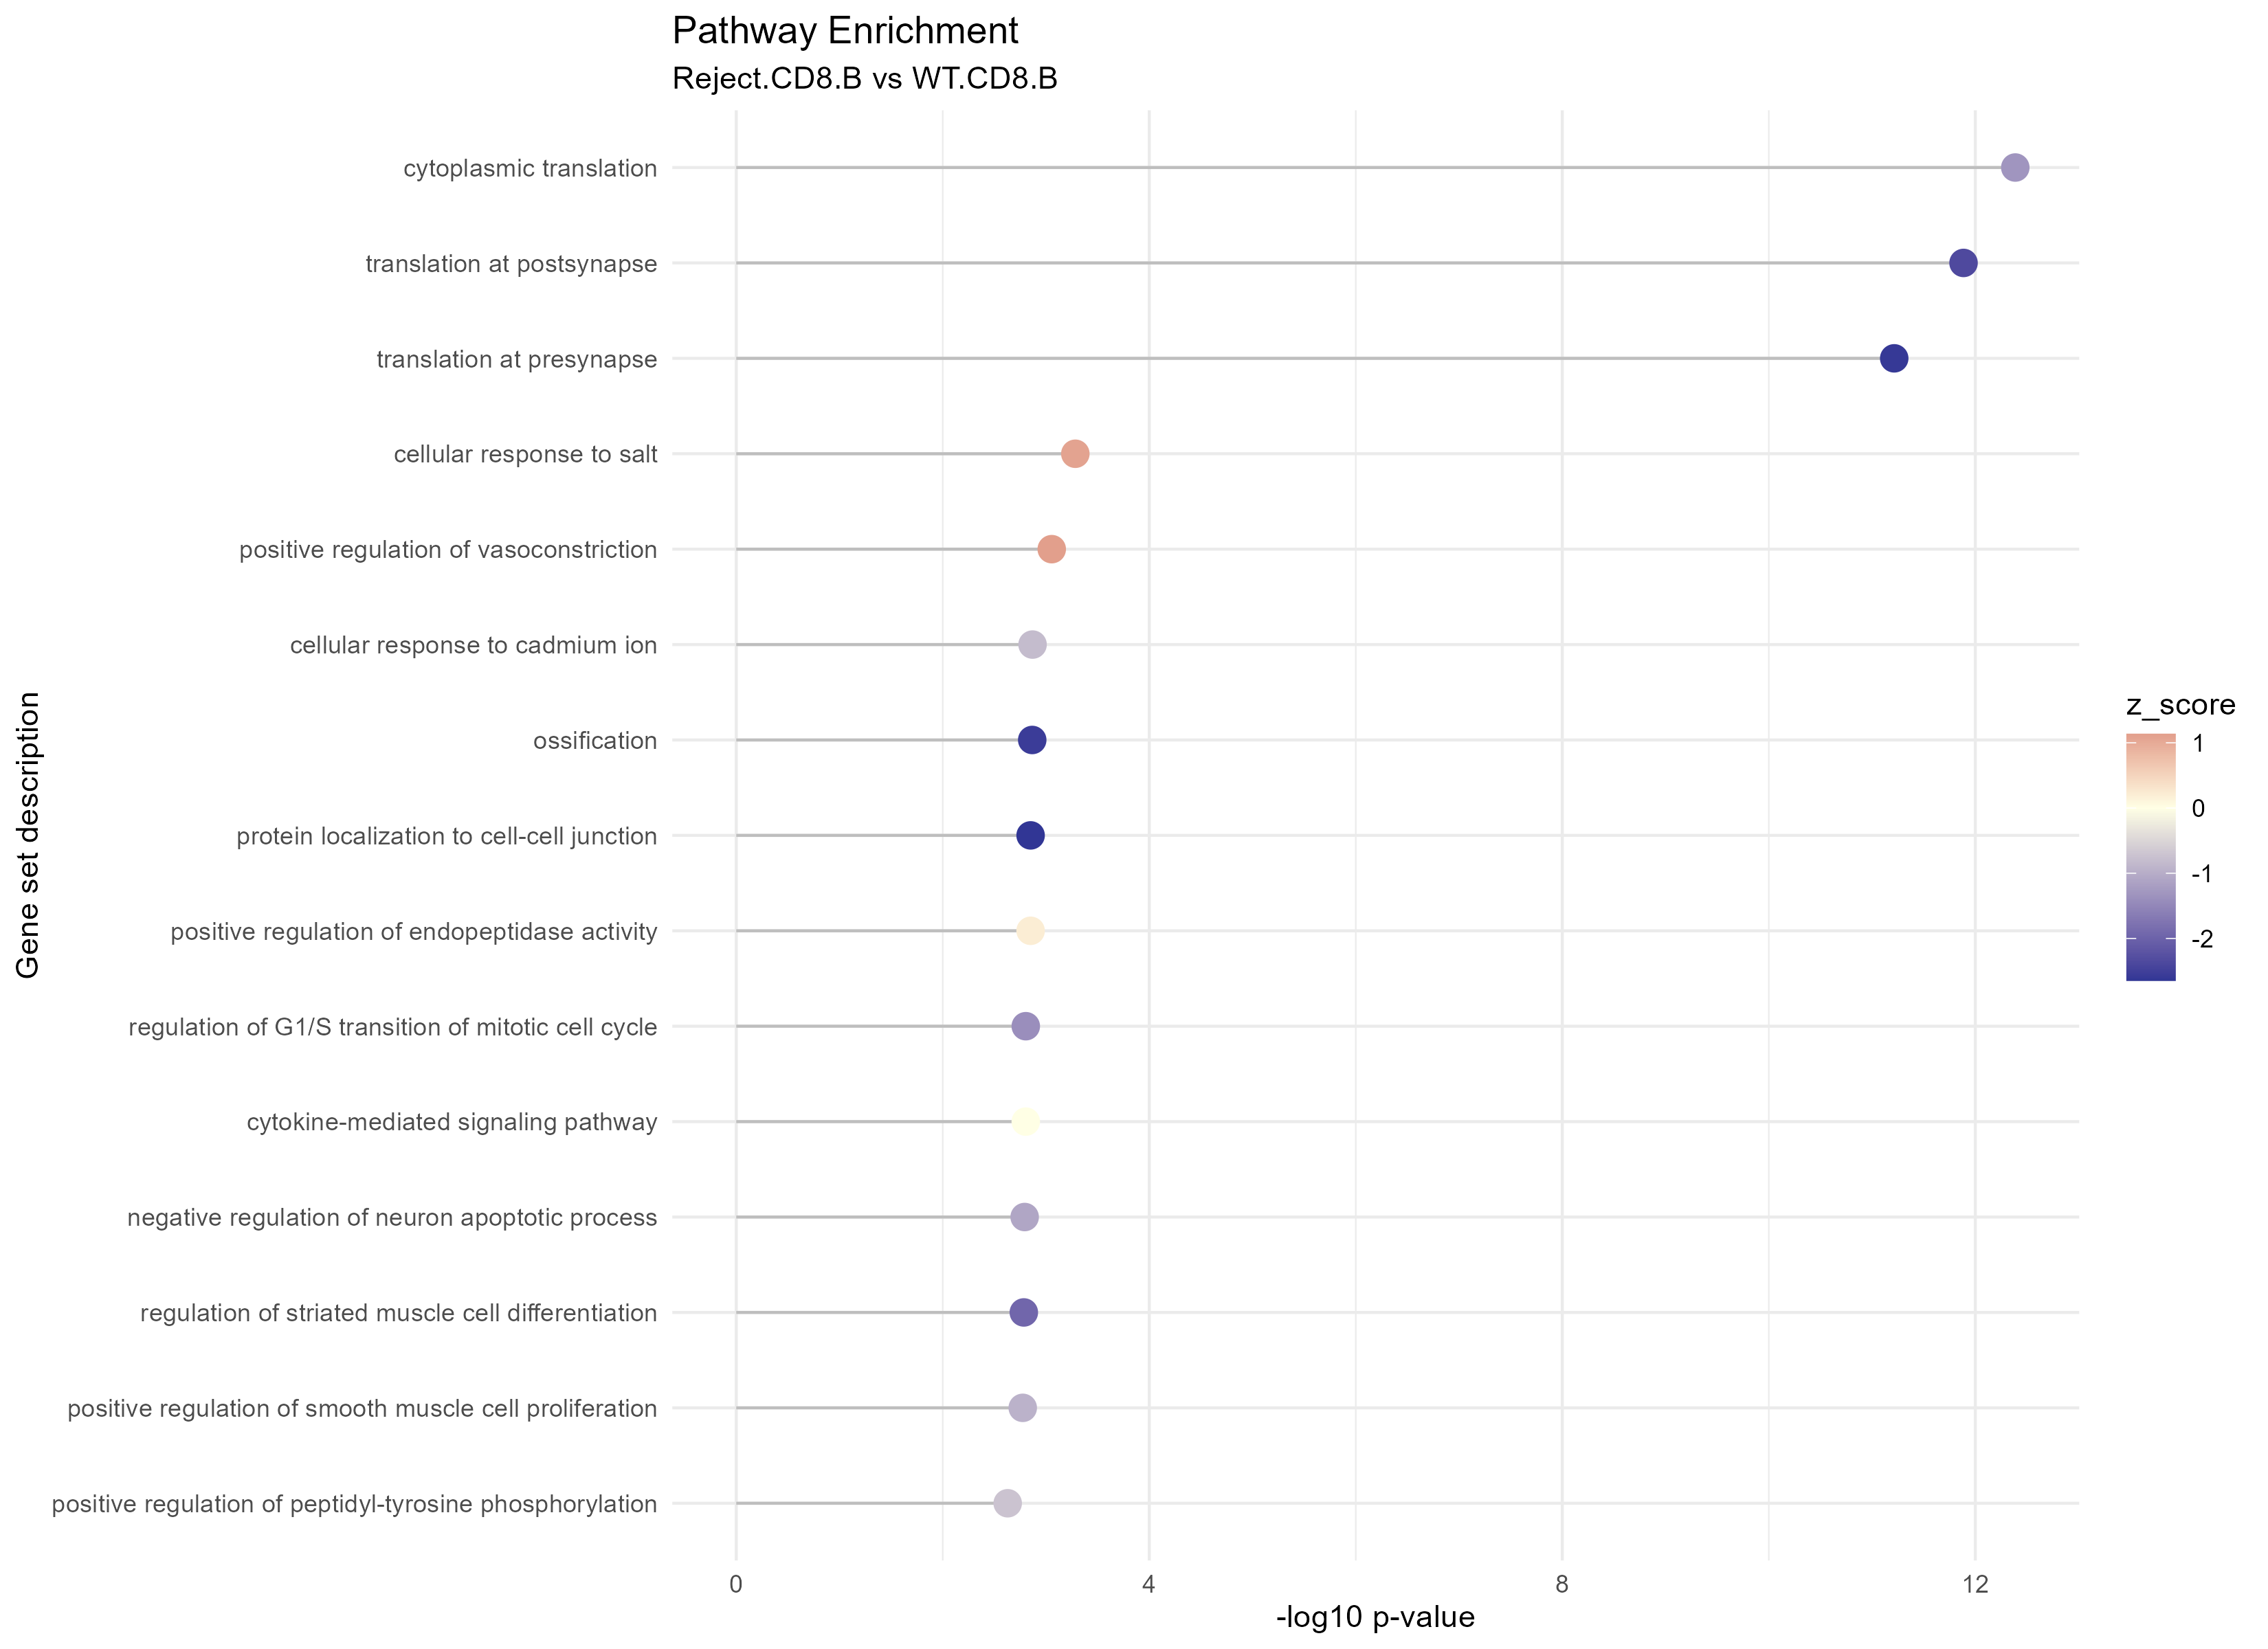 Pathway Enrichment
Reject.CD8.B vs WT.CD8.B
Gene set description
cytoplasmic translation
translation at postsynapse
translation at presynapse
cellular response to salt
positive regulation of vasoconstriction
cellular response to cadmium ion
ossification
protein localization to cell-cell junction
positive regulation of endopeptidase activity
regulation of G1/S transition of mitotic cell cycle
cytokine-mediated signaling pathway
negative regulation of neuron apoptotic process
regulation of striated muscle cell differentiation
positive regulation of smooth muscle cell proliferation
positive regulation of peptidyl-tyrosine phosphorylation
0 4 8 12
-log10 p-value
z_score
1
0
-1
-2